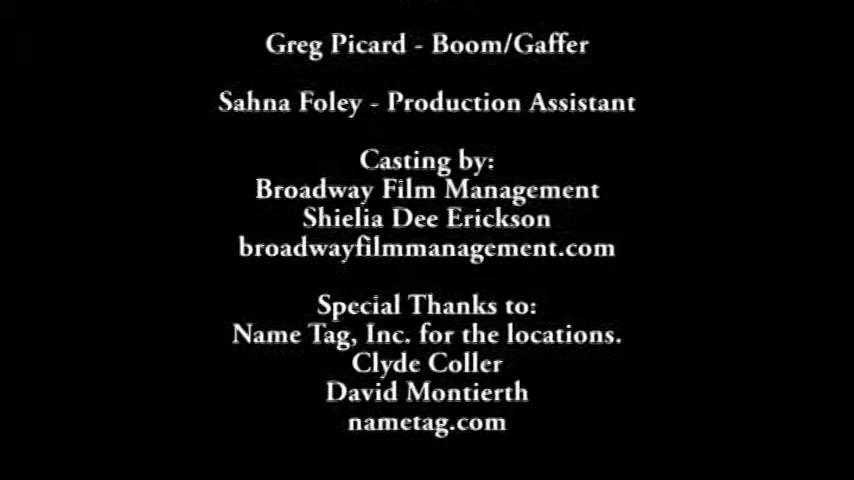 Greg Picard - Boom/Gaffer
Sahna Foley - Production Assistant
Casting by:
Broadway Film Management
Shielia Dee Erickson
broadwayfilmmanagement.com
Special Thanks to:
Name Tag, Inc. for the locations.
Clyde Coller
David Montierth
nametag.com